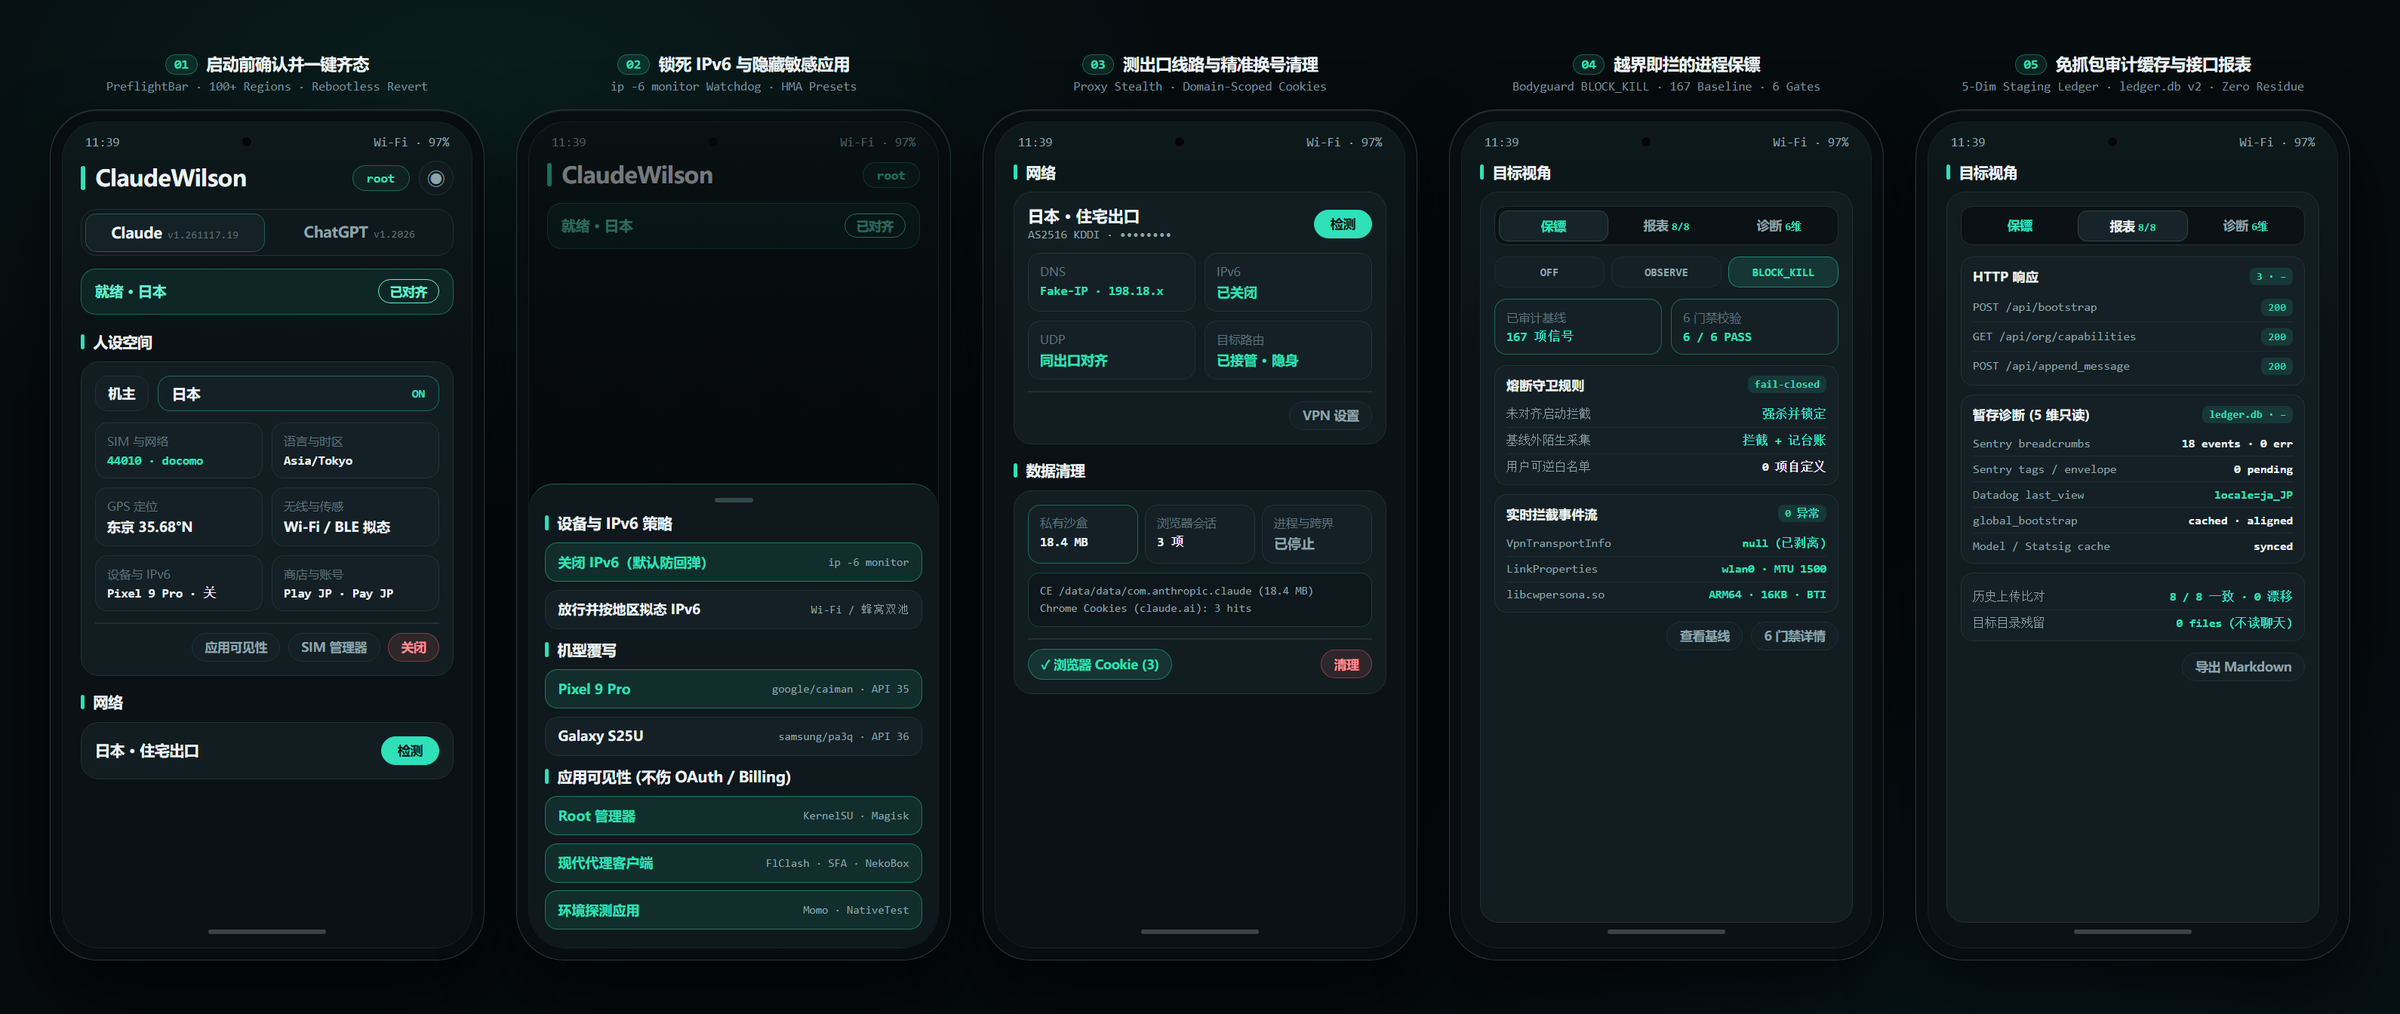 01 启动前确认并一键齐态
PreflightBar · 100+ Regions · Rebootless Revert
11:39
Wi-Fi · 97%
ClaudeWilson
root
Claude v1.261117.19
ChatGPT v1.2026
就绪 · 日本
已对齐
人设空间
机主
日本
ON
SIM 与网络
44010 · docomo
语言与时区
Asia/Tokyo
GPS 定位
东京 35.68°N
无线与传感
Wi-Fi / BLE 拟态
设备与 IPv6
Pixel 9 Pro · 关
商店与账号
Play JP · Pay JP
应用可见性
SIM 管理器
关闭
网络
日本 · 住宅出口
检测
02 锁死 IPv6 与隐藏敏感应用
ip -6 monitor Watchdog · HMA Presets
11:39
Wi-Fi · 97%
ClaudeWilson
root
就绪 · 日本
已对齐
设备与 IPv6 策略
关闭 IPv6（默认防回弹）
ip -6 monitor
放行并按地区拟态 IPv6
Wi-Fi / 蜂窝双池
机型覆写
Pixel 9 Pro
google/caiman · API 35
Galaxy S25U
samsung/pa3q · API 36
应用可见性 (不伤 OAuth / Billing)
Root 管理器
KernelSU · Magisk
现代代理客户端
FlClash · SFA · NekoBox
环境探测应用
Momo · NativeTest
03 测出口线路与精准换号清理
Proxy Stealth · Domain-Scoped Cookies
11:39
Wi-Fi · 97%
网络
日本 · 住宅出口
AS2516 KDDI · ••••••••
检测
DNS
Fake-IP · 198.18.x
IPv6
已关闭
UDP
同出口对齐
目标路由
已接管 · 隐身
VPN 设置
数据清理
私有沙盒
18.4 MB
浏览器会话
3 项
进程与跨界
已停止
CE /data/data/com.anthropic.claude (18.4 MB)
Chrome Cookies (claude.ai): 3 hits
✓ 浏览器 Cookie (3)
清理
04 越界即拦的进程保镖
Bodyguard BLOCK_KILL · 167 Baseline · 6 Gates
11:39
Wi-Fi · 97%
目标视角
保镖
报表 8/8
诊断 6维
OFF
OBSERVE
BLOCK_KILL
已审计基线
167 项信号
6 门禁校验
6 / 6 PASS
熔断守卫规则
fail-closed
未对齐启动拦截
强杀并锁定
基线外陌生采集
拦截 + 记台账
用户可逆白名单
0 项自定义
实时拦截事件流
0 异常
VpnTransportInfo
null (已剥离)
LinkProperties
wlan0 · MTU 1500
libcwpersona.so
ARM64 · 16KB · BTI
查看基线
6 门禁详情
05 免抓包审计缓存与接口报表
5-Dim Staging Ledger · ledger.db v2 · Zero Residue
11:39
Wi-Fi · 97%
目标视角
保镖
报表 8/8
诊断 6维
HTTP 响应
3 · —
POST /api/bootstrap
200
GET /api/org/capabilities
200
POST /api/append_message
200
暂存诊断 (5 维只读)
ledger.db · —
Sentry breadcrumbs
18 events · 0 err
Sentry tags / envelope
0 pending
Datadog last_view
locale=ja_JP
global_bootstrap
cached · aligned
Model / Statsig cache
synced
历史上传比对
8 / 8 一致 · 0 漂移
目标目录残留
0 files (不读聊天)
导出 Markdown